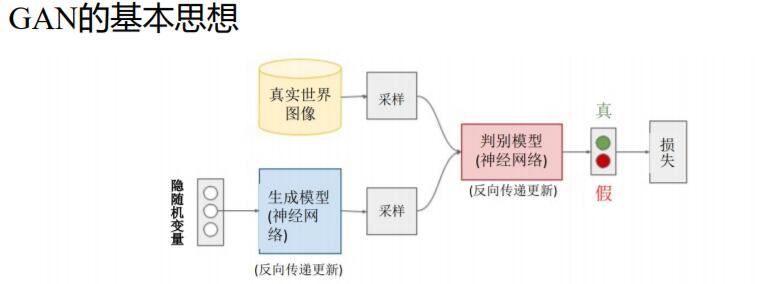 GAN的基本思想
真实世界
图像
采样
判别模型
(神经网络)
(反向传递更新)
真
假
损
失
隐
随
机
变
量
生成模型
(神经网
络)
(反向传递更新)
采样